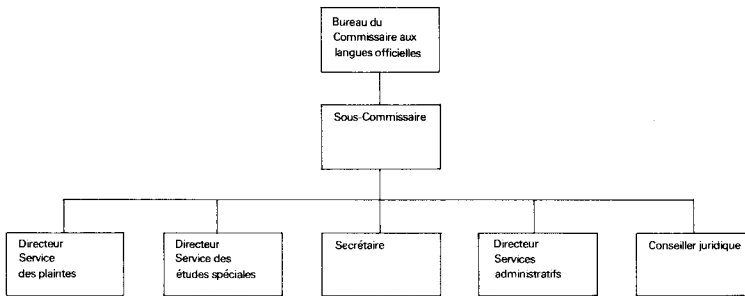 Bureau du
Commissaire aux
langues officielles
Sous-Commissaire
Directeur
Service
des plaintes
Directeur
Service des
études spéciales
Secrétaire
Directeur
Services
administratifs
Conseiller juridique